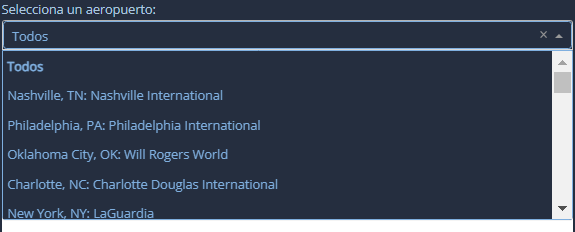 Selecciona un aeropuerto:
Todos
Todos
Nashville, TN: Nashville International
Philadelphia, PA: Philadelphia International
Oklahoma City, OK: Will Rogers World
Charlotte, NC: Charlotte Douglas International
New York, NY: LaGuardia